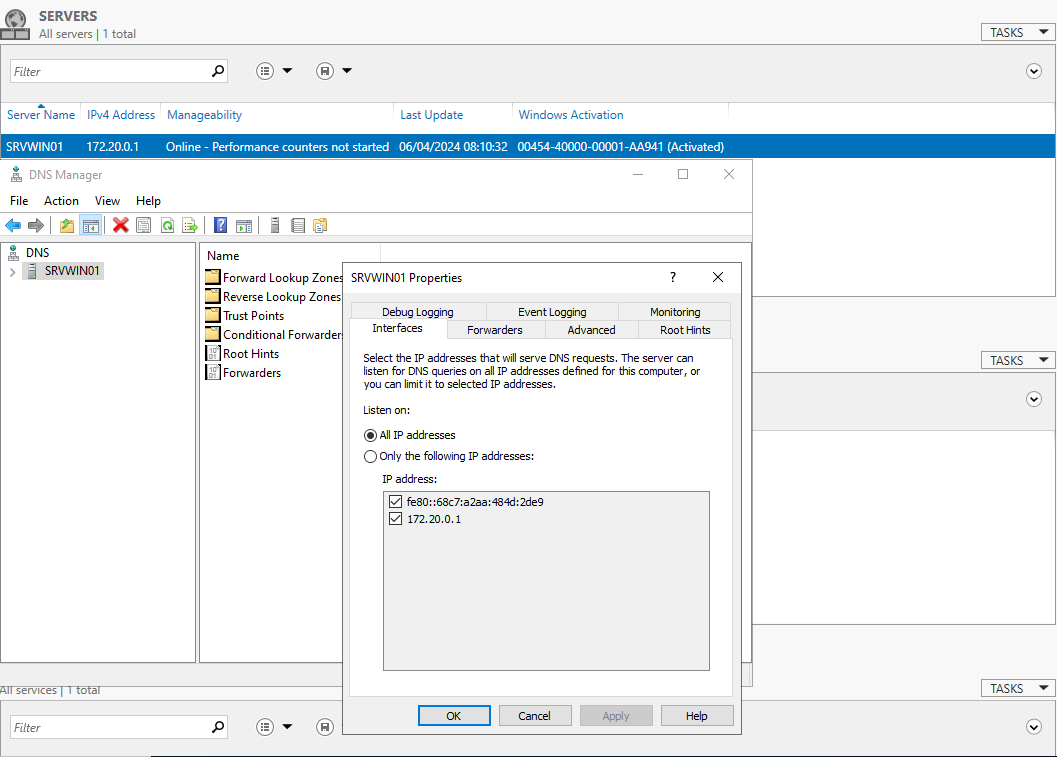 SERVERS
All servers | 1 total
TASKS
Filter
Server Name IPv4 Address Manageability Last Update Windows Activation
SRVWIN01 172.20.0.1 Online - Performance counters not started 06/04/2024 08:10:32 00454-40000-00001-AA941 (Activated)
DNS Manager
File Action View Help
DNS
SRVWIN01
Name
Forward Lookup Zones
Reverse Lookup Zones
Trust Points
Conditional Forwarders
Root Hints
Forwarders
SRVWIN01 Properties
?
Debug Logging Event Logging Monitoring
Interfaces Forwarders Advanced Root Hints
Select the IP addresses that will serve DNS requests. The server can
listen for DNS queries on all IP addresses defined for this computer, or
you can limit it to selected IP addresses.
Listen on:
All IP addresses
Only the following IP addresses:
IP address:
fe80::68c7:a2aa:484d:2de9
172.20.0.1
OK Cancel Apply Help
TASKS
All services | 1 total
TASKS
Filter